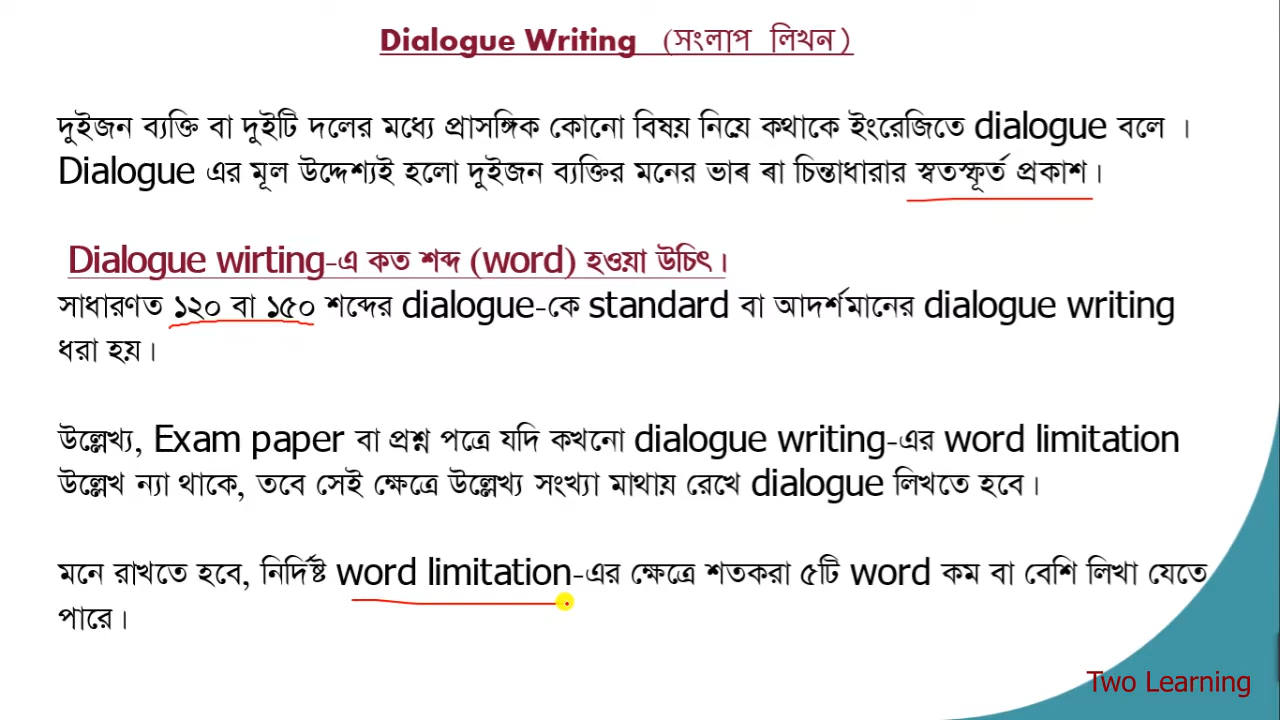 Dialogue Writing (সংলাপ লিখন)
দুইজন ব্যক্তি বা দুইটি দলের মধ্যে প্রাসঙ্গিক কোনো বিষয় নিয়ে কথাকে ইংরেজিতে dialogue বলে ।
Dialogue এর মূল উদ্দেশ্যই হলো দুইজন ব্যক্তির মনের ভাৰ ৰা চিন্তাধারার স্বতস্ফূর্ত প্রকাশ।
Dialogue wirting-এ কত শব্দ (word) হওয়া উচিৎ।
সাধারণত ১২০ বা ১৫০ শব্দের dialogue-কে standard বা আদর্শমানের dialogue writing
ধরা হয়।
উল্লেখ্য, Exam paper বা প্রশ্ন পত্রে যদি কখনো dialogue writing-এর word limitation
উল্লেখ ন্যা থাকে, তবে সেই ক্ষেত্রে উল্লেখ্য সংখ্যা মাথায় রেখে dialogue লিখতে হবে।
মনে রাখতে হবে, নির্দিষ্ট word limitation-এর ক্ষেত্রে শতকরা ৫টি word কম বা বেশি লিখা যেতে
পারে।
Two Learning